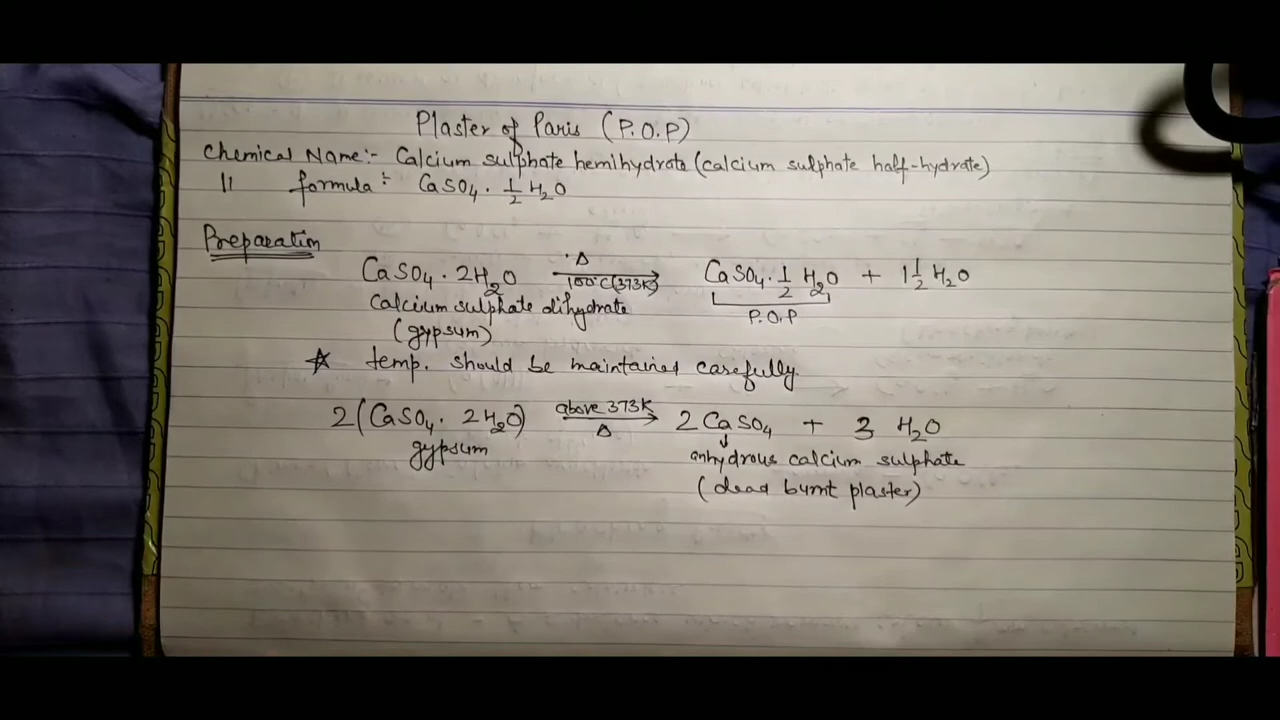 Plaster of Paris (P.O.P)
Chemical Name:- Calcium sulphate hemihydrate (calcium sulphate half-hydrate)
11 formula:- CaSO4 . 1/2 H2O
Preparation
CaSO4 . 2H2O Δ 100°C(373K) → CaSO4 . 1/2 H2O + 1 1/2 H2O
Calcium sulphate dihydrate P.O.P
(gypsum)
☆ temp. should be maintained carefully.
2(CaSO4 . 2H2O) above 373K Δ → 2CaSO4 + 3 H2O
gypsum ↓ anhydrous calcium sulphate
(dead burnt plaster)